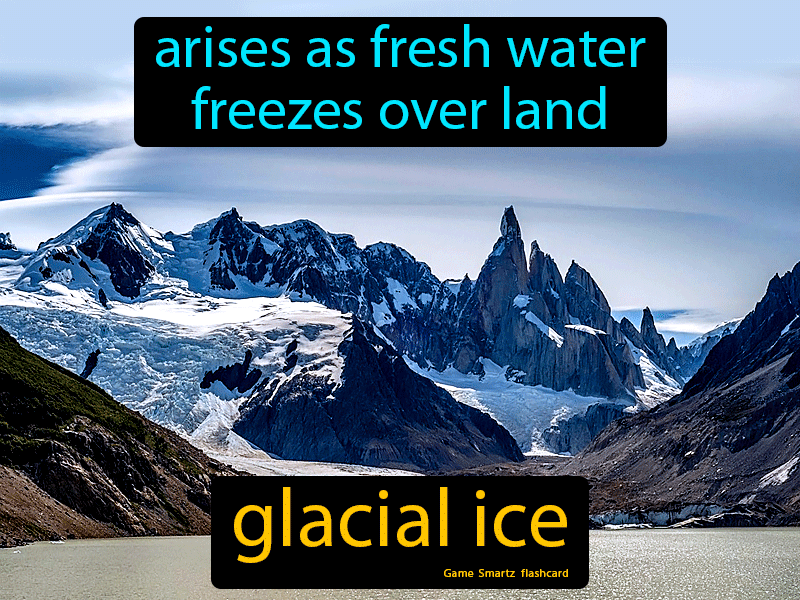 arises as fresh water
freezes over land
glacial ice
Game Smartz flashcard